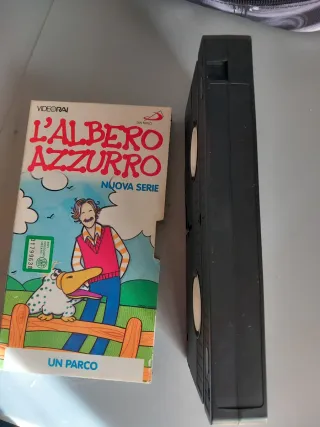 VIDEORAI
L'ALBERO
AZZURRO
NUOVA SERIE
UN PARCO